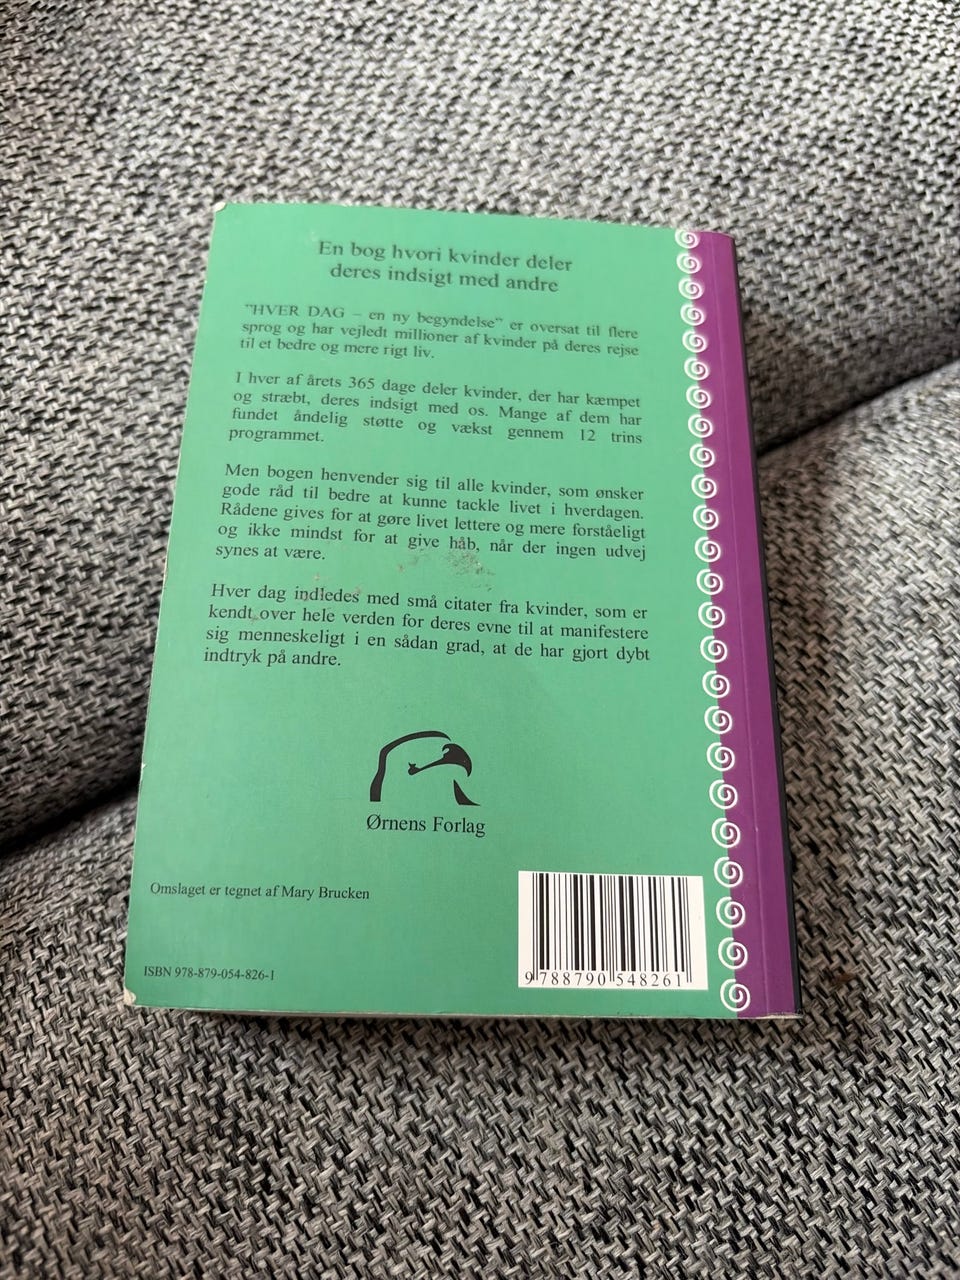 En bog hvori kvinder deler
deres indsigt med andre
"HVER DAG – en ny begyndelse" er oversat til flere
sprog og har vejledt millioner af kvinder på deres rejse
til et bedre og mere rigt liv.
I hver af årets 365 dage deler kvinder, der har kæmpet
og stræbt, deres indsigt med os. Mange af dem har
fundet åndelig støtte og vækst gennem 12 trins
programmet.
Men bogen henvender sig til alle kvinder, som ønsker
gode råd til bedre at kunne tackle livet i hverdagen.
Rådene gives for at gøre livet lettere og mere forståeligt
og ikke mindst for at give håb, når der ingen udvej
synes at være.
Hver dag indledes med små citater fra kvinder, som er
kendt over hele verden for deres evne til at manifestere
sig menneskeligt i en sådan grad, at de har gjort dybt
indtryk på andre.
Ørnens Forlag
Omslaget er tegnet af Mary Brucken
ISBN 978-879-054-826-1
9 788790 548261